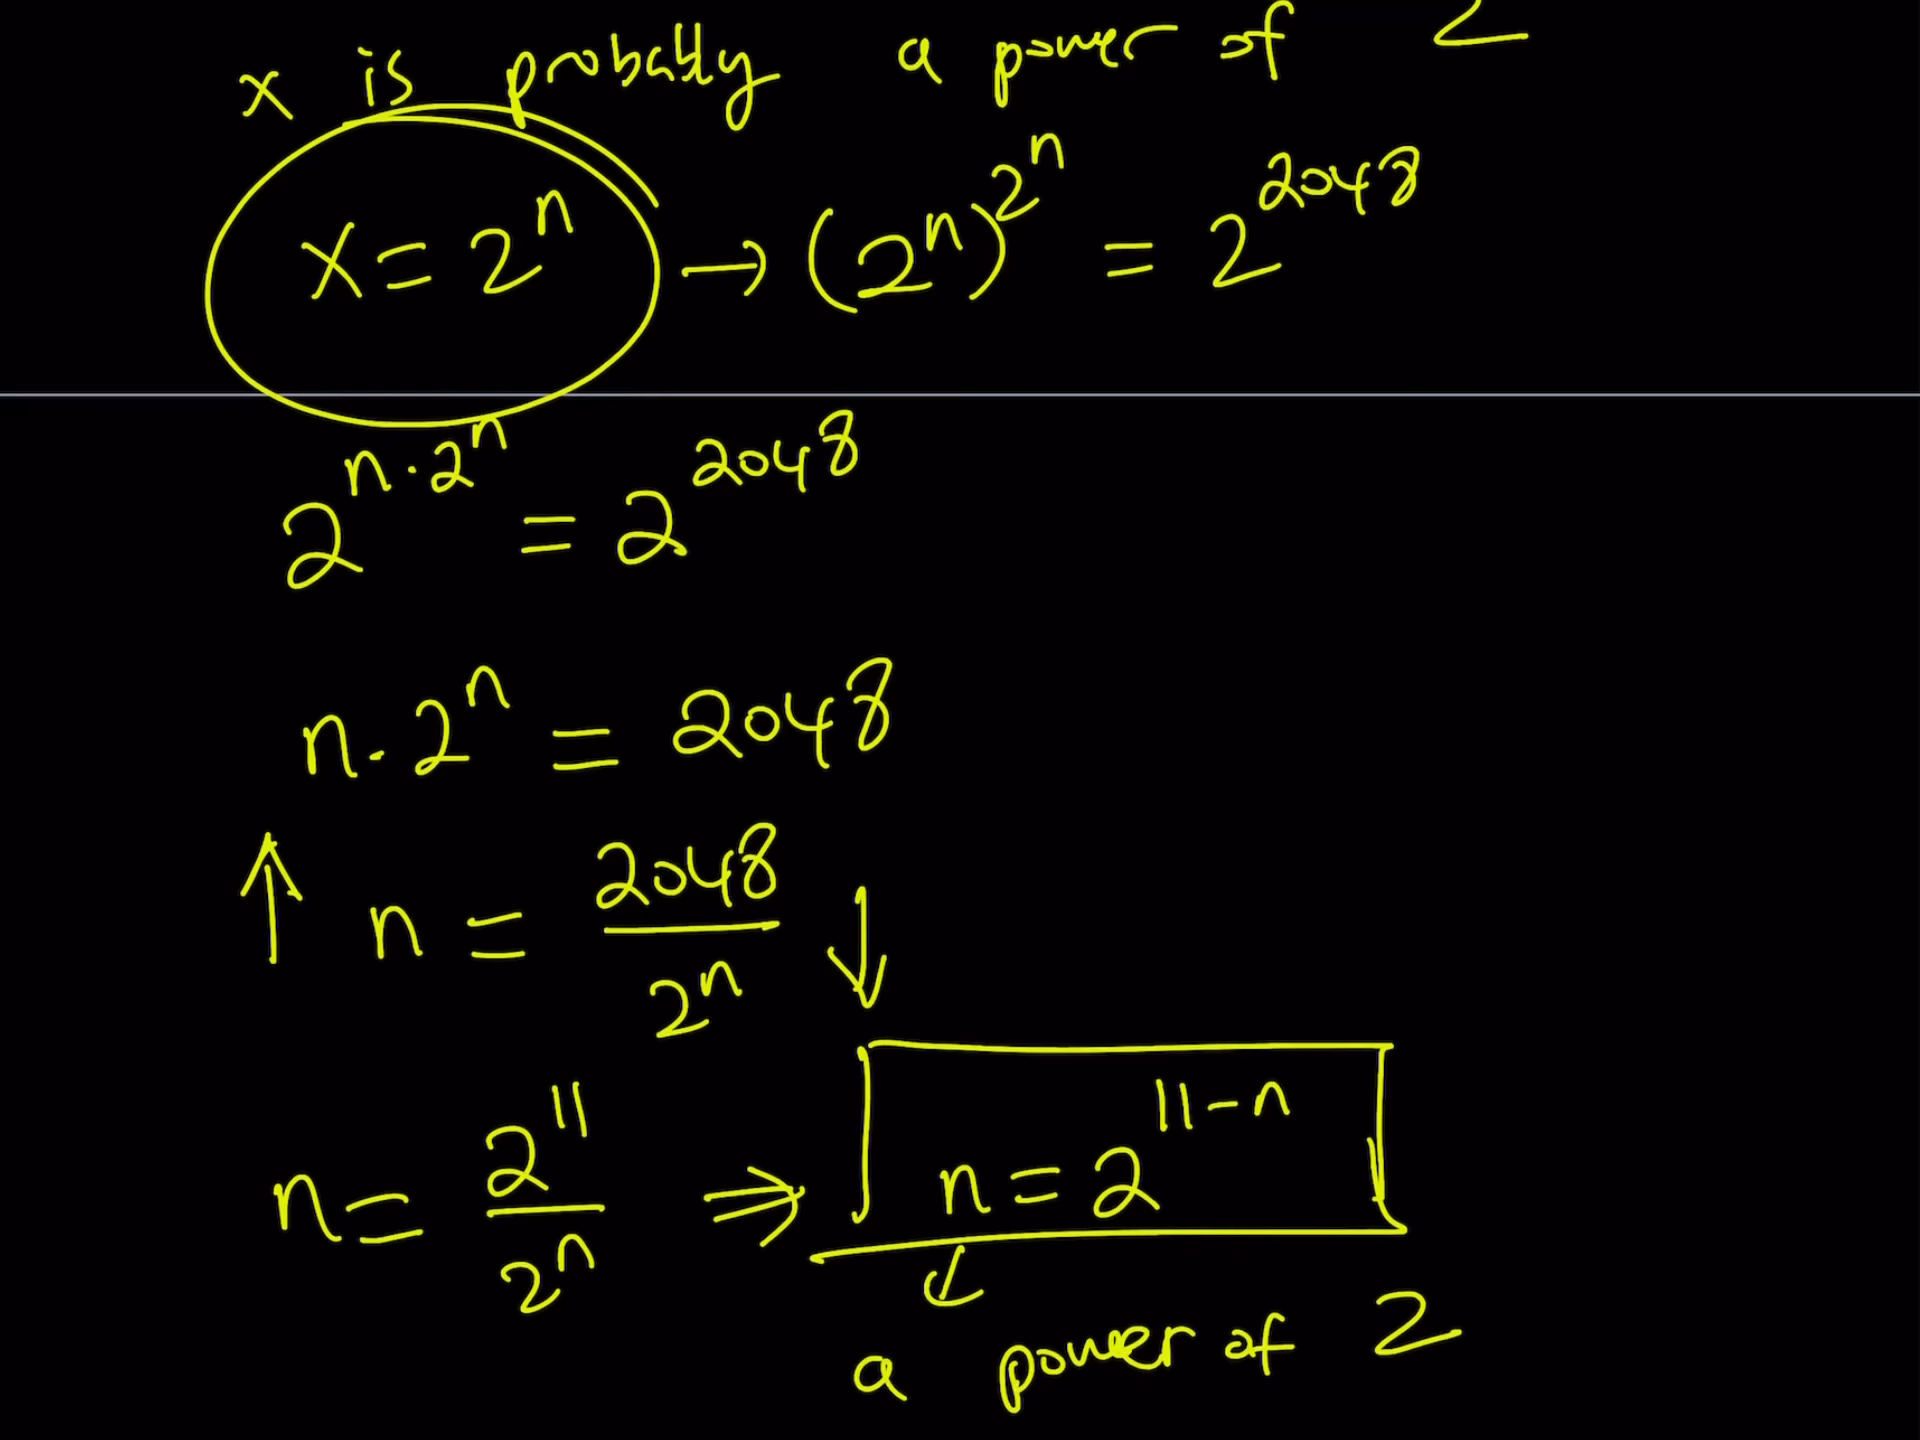 x is probably a power of 2
x = 2^n → (2^n)^2^n = 2^2048
2^n·2^n = 2^2048
n · 2^n = 2048
↑ n = 2048/2^n ↓
n = 2^11/2^n ⇒ n = 2^11-n
a power of 2